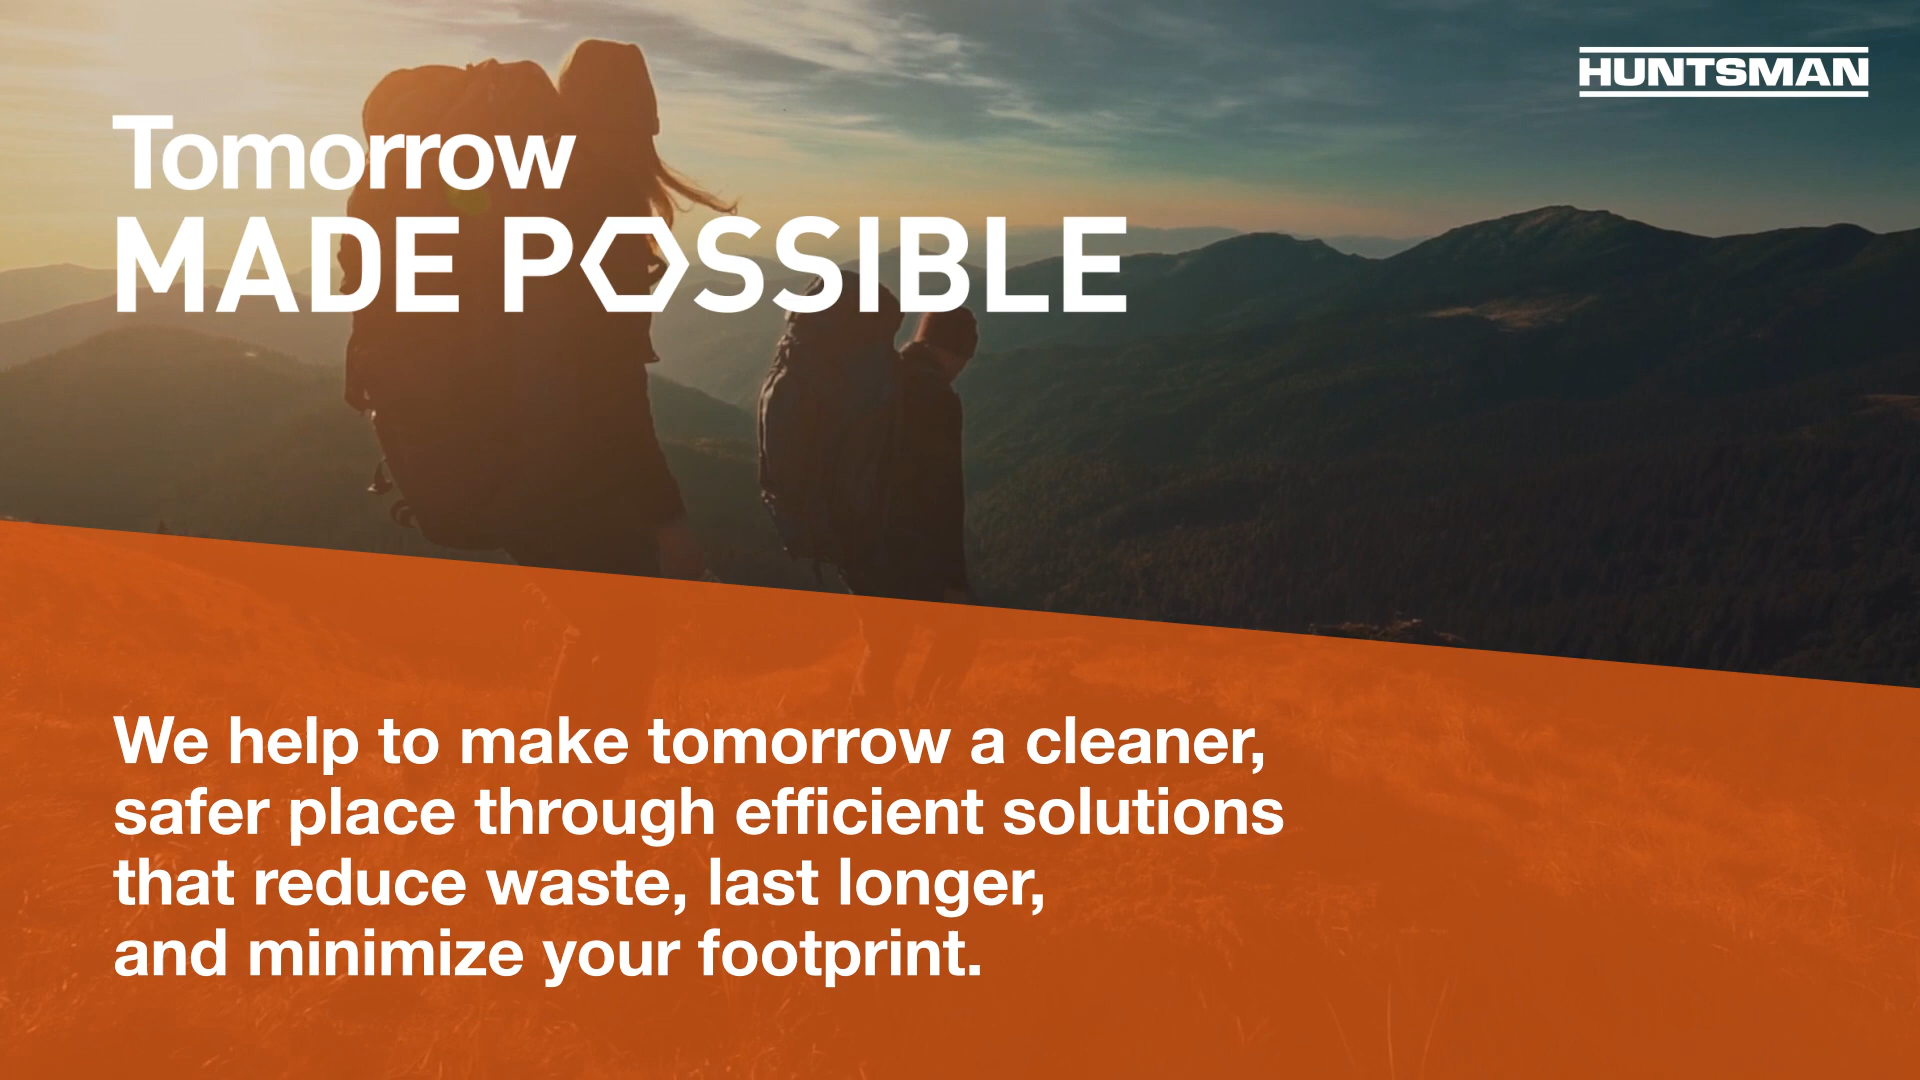 HUNTSMAN
Tomorrow
MADE POSSIBLE
We help to make tomorrow a cleaner,
safer place through efficient solutions
that reduce waste, last longer,
and minimize your footprint.